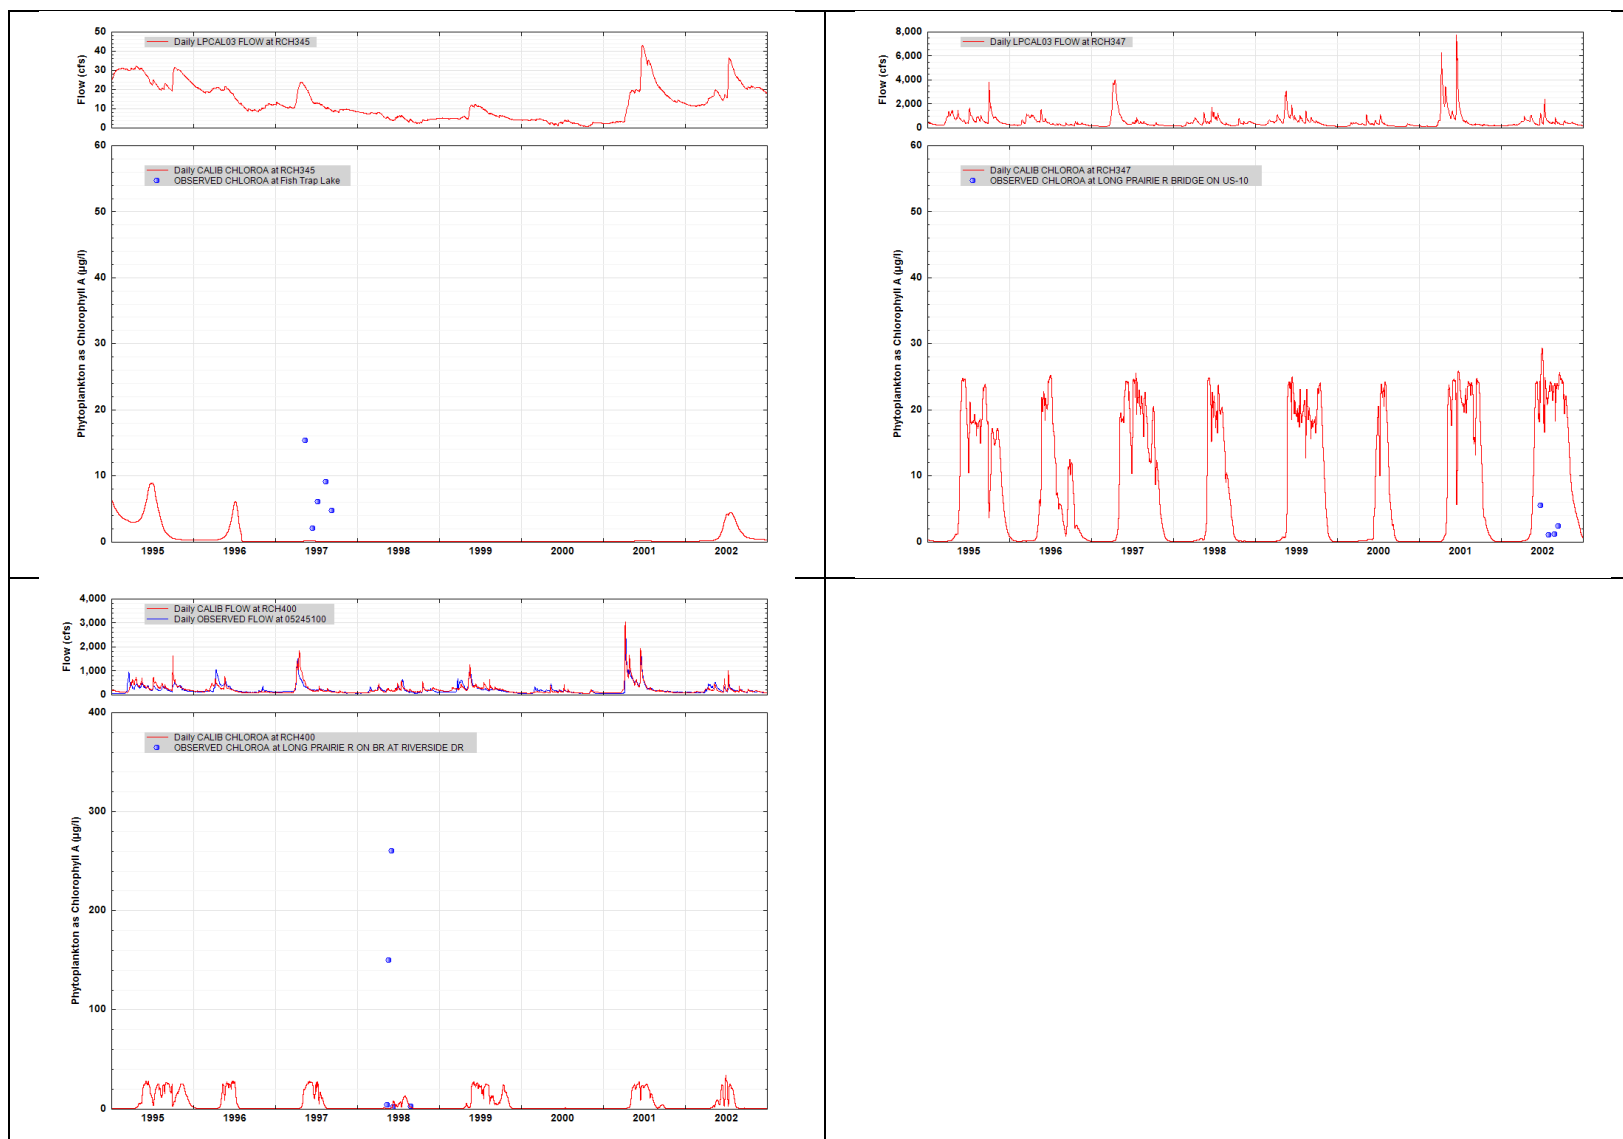 Flow (cfs)
50
40
30
20
10
0
Daily LPCAL03 FLOW at RCH345
Phytoplankton as Chlorophyll A (µg/l)
60
50
40
30
20
10
0
Daily CALIB CHLOROA at RCH345
OBSERVED CHLOROA at Fish Trap Lake
1995 1996 1997 1998 1999 2000 2001 2002
Flow (cfs)
8,000
6,000
4,000
2,000
0
Daily LPCAL03 FLOW at RCH347
Phytoplankton as Chlorophyll A (µg/l)
60
50
40
30
20
10
0
Daily CALIB CHLOROA at RCH347
OBSERVED CHLOROA at LONG PRAIRIE R BRIDGE ON US-10
1995 1996 1997 1998 1999 2000 2001 2002
Flow (cfs)
4,000
3,000
2,000
1,000
0
Daily CALIB FLOW at RCH400
Daily OBSERVED FLOW at 05245100
Phytoplankton as Chlorophyll A (µg/l)
400
300
200
100
0
Daily CALIB CHLOROA at RCH400
OBSERVED CHLOROA at LONG PRAIRIE R ON BR AT RIVERSIDE DR
1995 1996 1997 1998 1999 2000 2001 2002